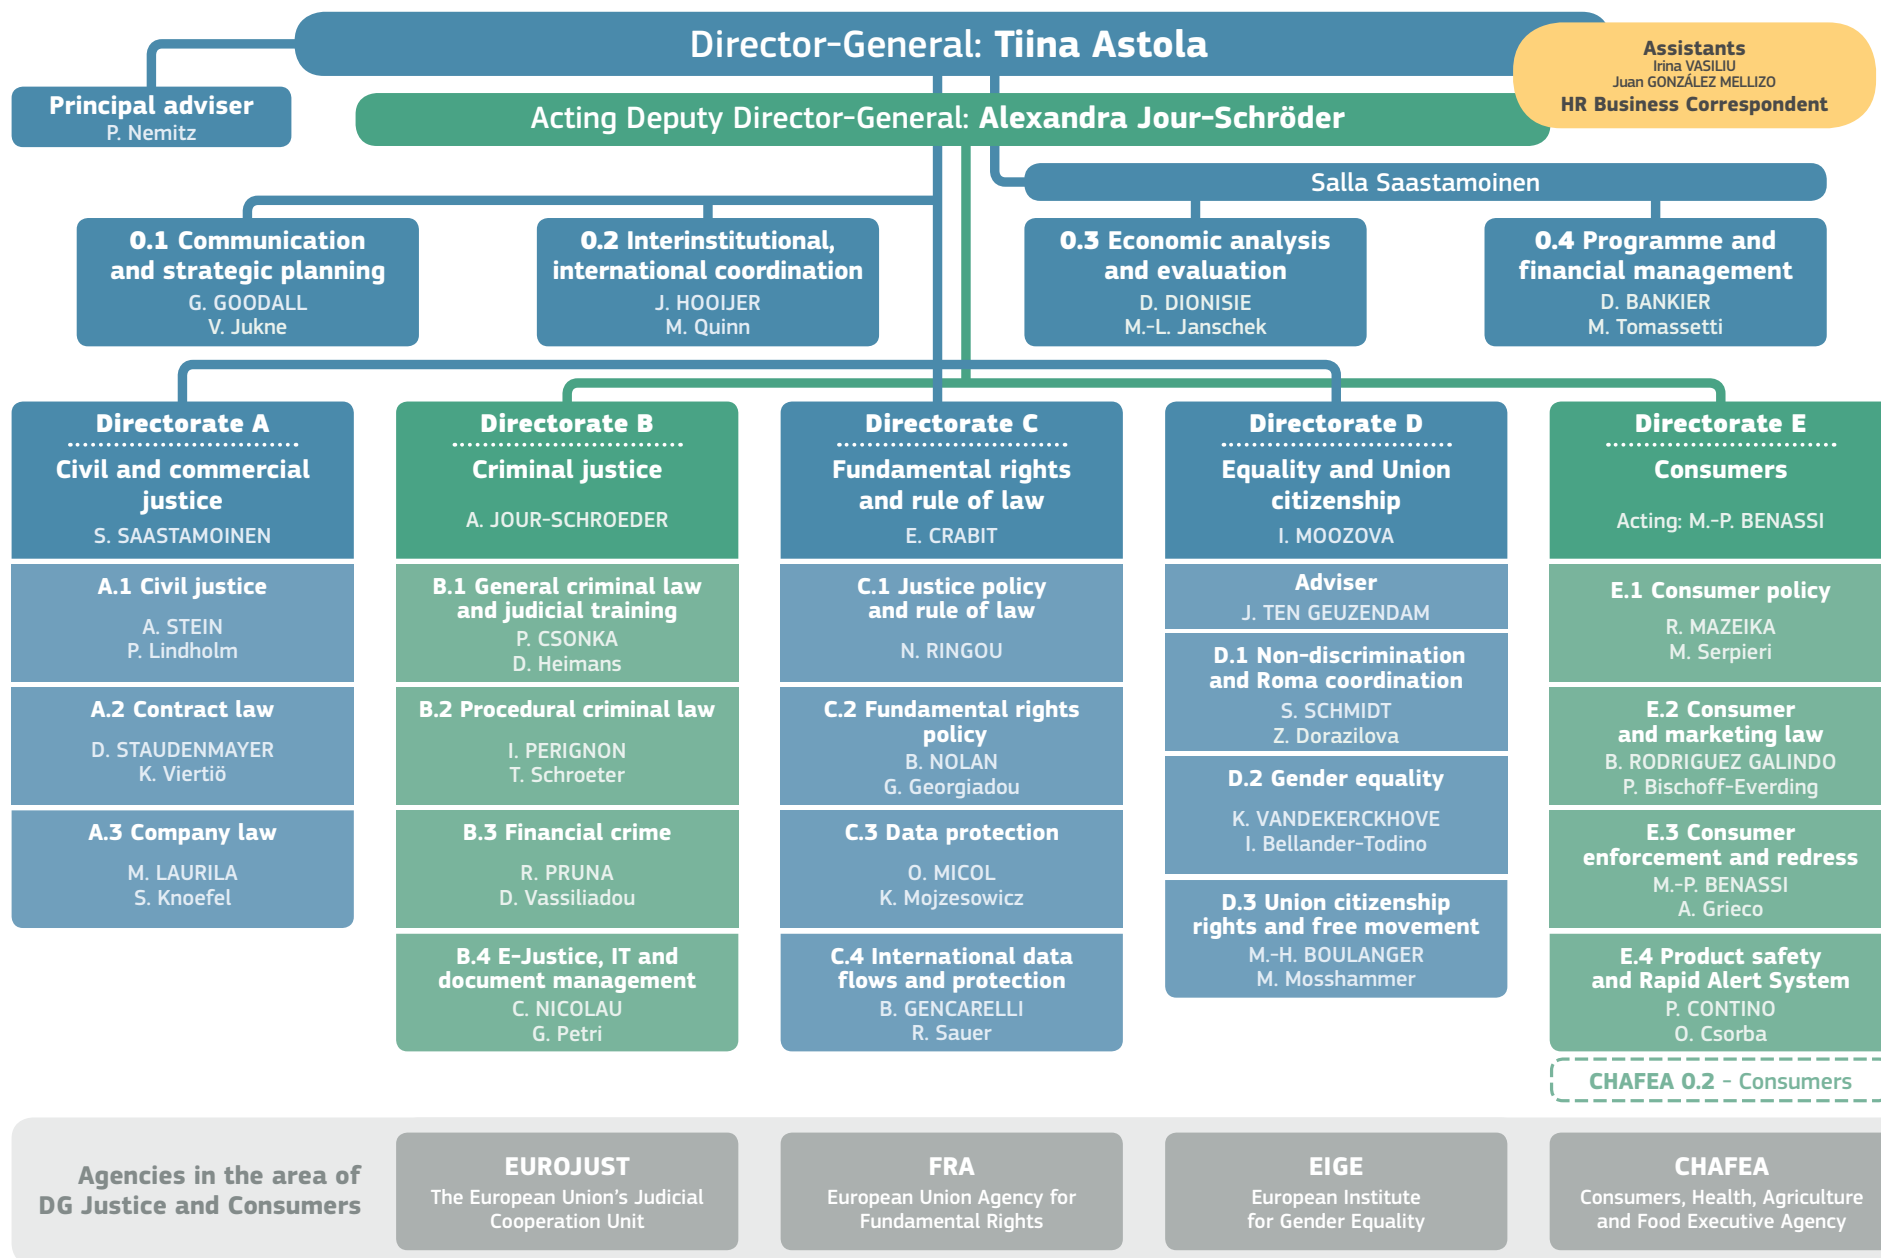 Director-General: Tiina Astola
Assistants
Irina VASILIU
Juan GONZÁLEZ MELLIZO
HR Business Correspondent
Principal adviser
P. Nemitz
Acting Deputy Director-General: Alexandra Jour-Schröder
Salla Saastamoinen
0.1 Communication
and strategic planning
G. GOODALL
V. Jukne
0.2 Interinstitutional,
international coordination
J. HOOIJER
M. Quinn
0.3 Economic analysis
and evaluation
D. DIONISIE
M.-L. Janschek
0.4 Programme and
financial management
D. BANKIER
M. Tomassetti
Directorate A
Civil and commercial
justice
S. SAASTAMOINEN
A.1 Civil justice
A. STEIN
P. Lindholm
A.2 Contract law
D. STAUDENMAYER
K. Viertiö
A.3 Company law
M. LAURILA
S. Knoefel
Directorate B
Criminal justice
A. JOUR-SCHROEDER
B.1 General criminal law
and judicial training
P. CSONKA
D. Heimans
B.2 Procedural criminal law
I. PERIGNON
T. Schroeter
B.3 Financial crime
R. PRUNA
D. Vassiliadou
B.4 E-Justice, IT and
document management
C. NICOLAU
G. Petri
Directorate C
Fundamental rights
and rule of law
E. CRABIT
C.1 Justice policy
and rule of law
N. RINGOU
C.2 Fundamental rights
policy
B. NOLAN
G. Georgiadou
C.3 Data protection
O. MICOL
K. Mojzesowicz
C.4 International data
flows and protection
B. GENCARELLI
R. Sauer
Directorate D
Equality and Union
citizenship
I. MOOZOVA
Adviser
J. TEN GEUZENDAM
D.1 Non-discrimination
and Roma coordination
S. SCHMIDT
Z. Dorazilova
D.2 Gender equality
K. VANDEKERCKHOVE
I. Bellander-Todino
D.3 Union citizenship
rights and free movement
M.-H. BOULANGER
M. Mosshammer
Directorate E
Consumers
Acting: M.-P. BENASSI
E.1 Consumer policy
R. MAZEIKA
M. Serpieri
E.2 Consumer
and marketing law
B. RODRIGUEZ GALINDO
P. Bischoff-Everding
E.3 Consumer
enforcement and redress
M.-P. BENASSI
A. Grieco
E.4 Product safety
and Rapid Alert System
P. CONTINO
O. Csorba
CHAFEA 0.2 - Consumers
Agencies in the area of
DG Justice and Consumers
EUROJUST
The European Union's Judicial
Cooperation Unit
FRA
European Union Agency for
Fundamental Rights
EIGE
European Institute
for Gender Equality
CHAFEA
Consumers, Health, Agriculture
and Food Executive Agency